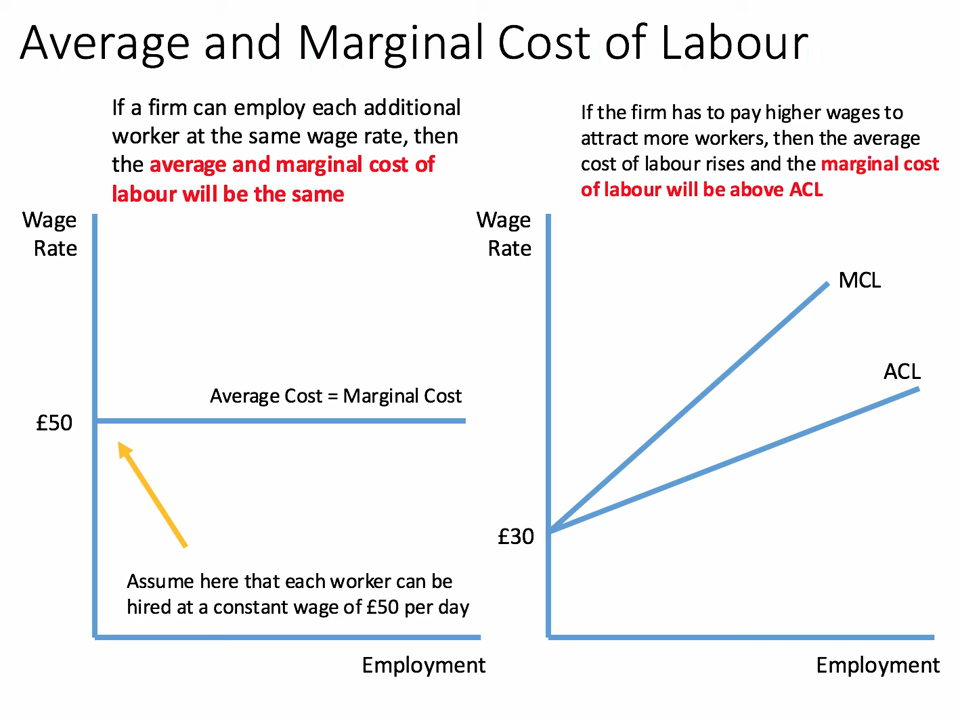 Average and Marginal Cost of Labour
If a firm can employ each additional
worker at the same wage rate, then
the average and marginal cost of
labour will be the same
Wage
Rate
Average Cost = Marginal Cost
£50
Assume here that each worker can be
hired at a constant wage of £50 per day
Employment
If the firm has to pay higher wages to
attract more workers, then the average
cost of labour rises and the marginal cost
of labour will be above ACL
Wage
Rate
MCL
ACL
£30
Employment